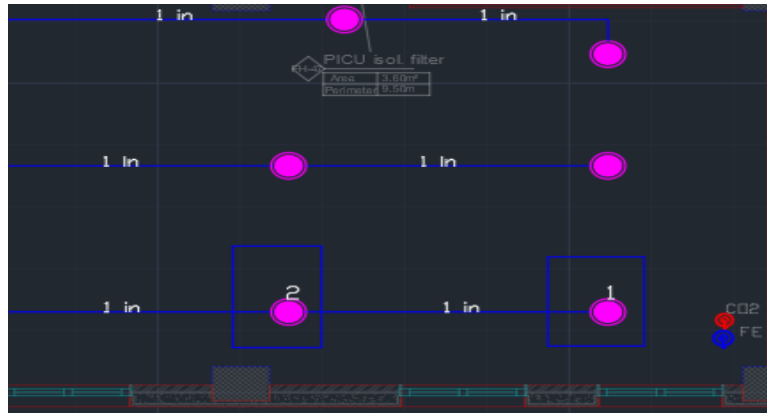 1 in 1 in
PICU isol. filter
FH-4
Area 3.60m²
Perimeter 9.50m
1 In 1 In
2 1
1 in 1 in
CO2
FE